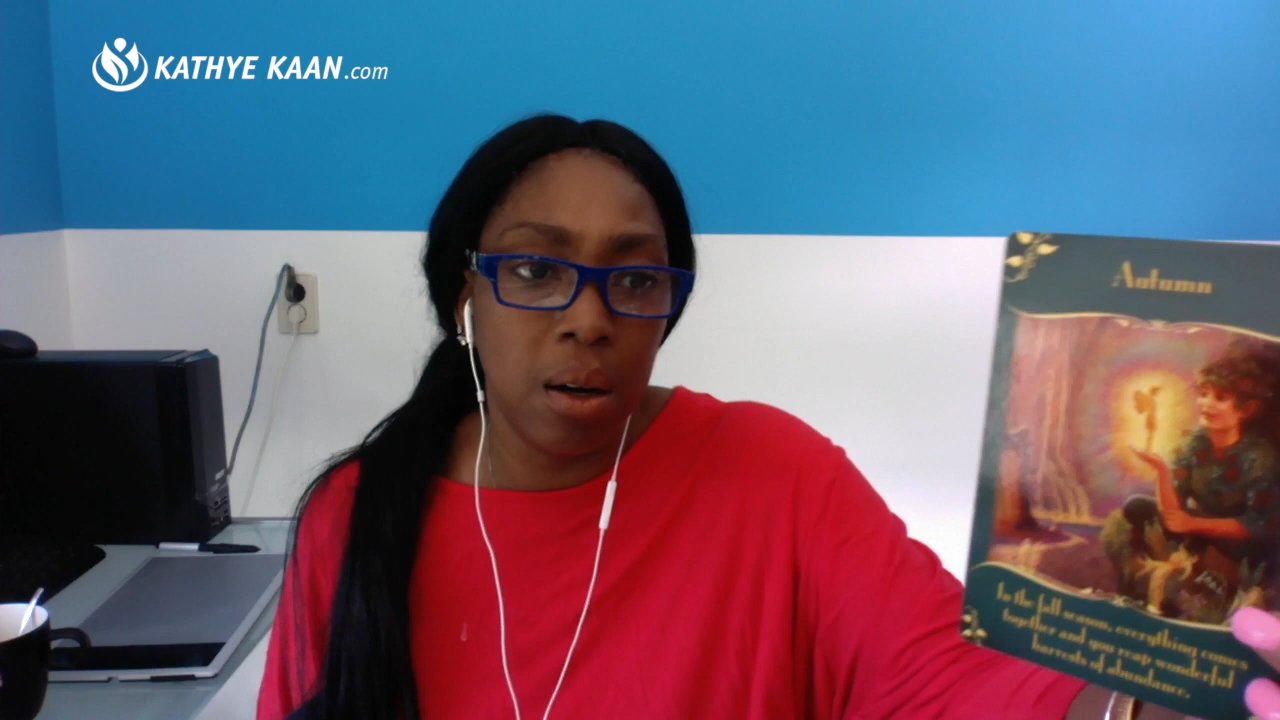 KATHYE KAAN.com
Autumn
In the fall season, everything comes
together and you reap wonderful
harvests of abundance.